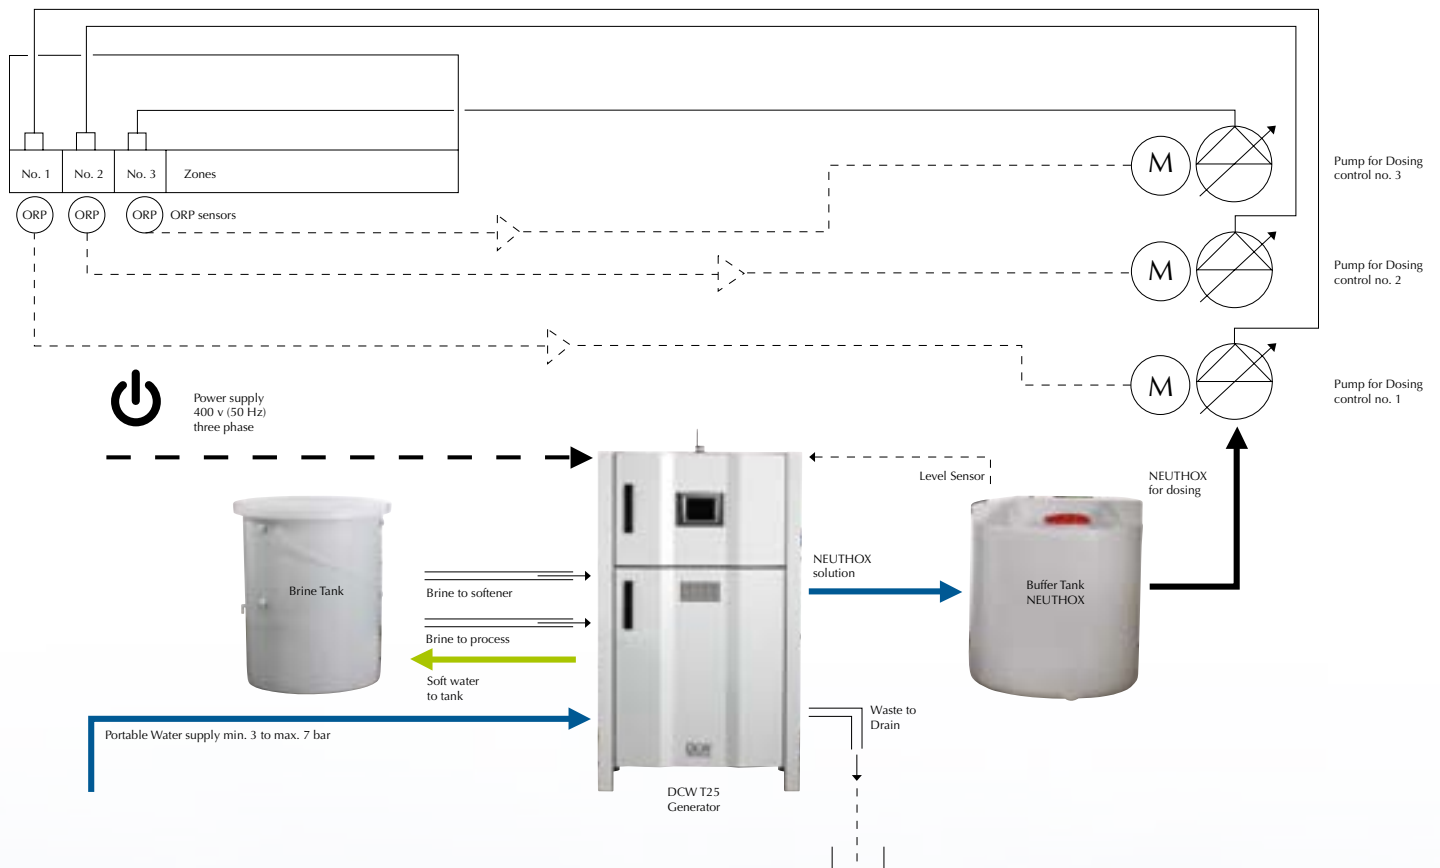 No. 1
No. 2
No. 3
Zones
ORP
ORP
ORP
ORP sensors
M
Pump for Dosing
control no. 3
M
Pump for Dosing
control no. 2
M
Pump for Dosing
control no. 1
Power supply
400 v (50 Hz)
three phase
Level Sensor
NEUTHOX
for dosing
Brine Tank
Brine to softener
Brine to process
Soft water
to tank
Portable Water supply min. 3 to max. 7 bar
NEUTHOX
solution
Buffer Tank
NEUTHOX
Waste to
Drain
DCW
DCW T25
Generator